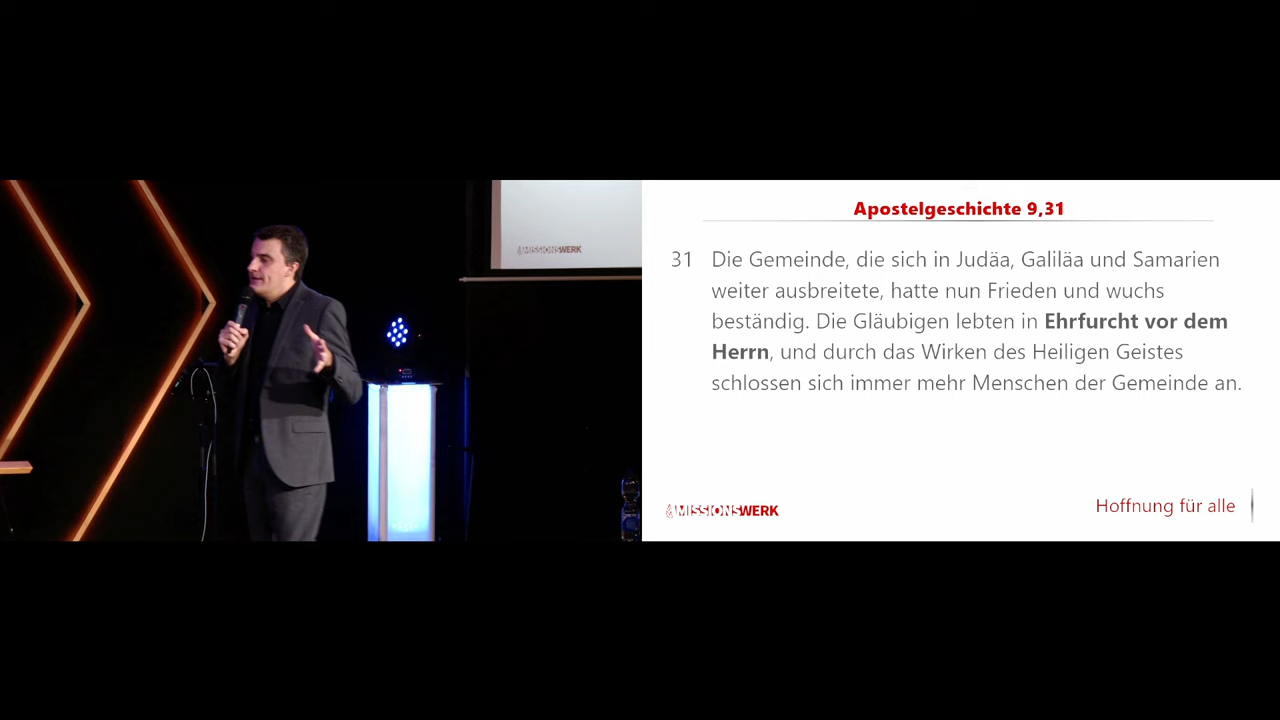 MISSIONSWERK
Apostelgeschichte 9,31
31 Die Gemeinde, die sich in Judäa, Galiläa und Samarien
weiter ausbreitete, hatte nun Frieden und wuchs
beständig. Die Gläubigen lebten in Ehrfurcht vor dem
Herrn, und durch das Wirken des Heiligen Geistes
schlossen sich immer mehr Menschen der Gemeinde an.
MISSIONSWERK
Hoffnung für alle